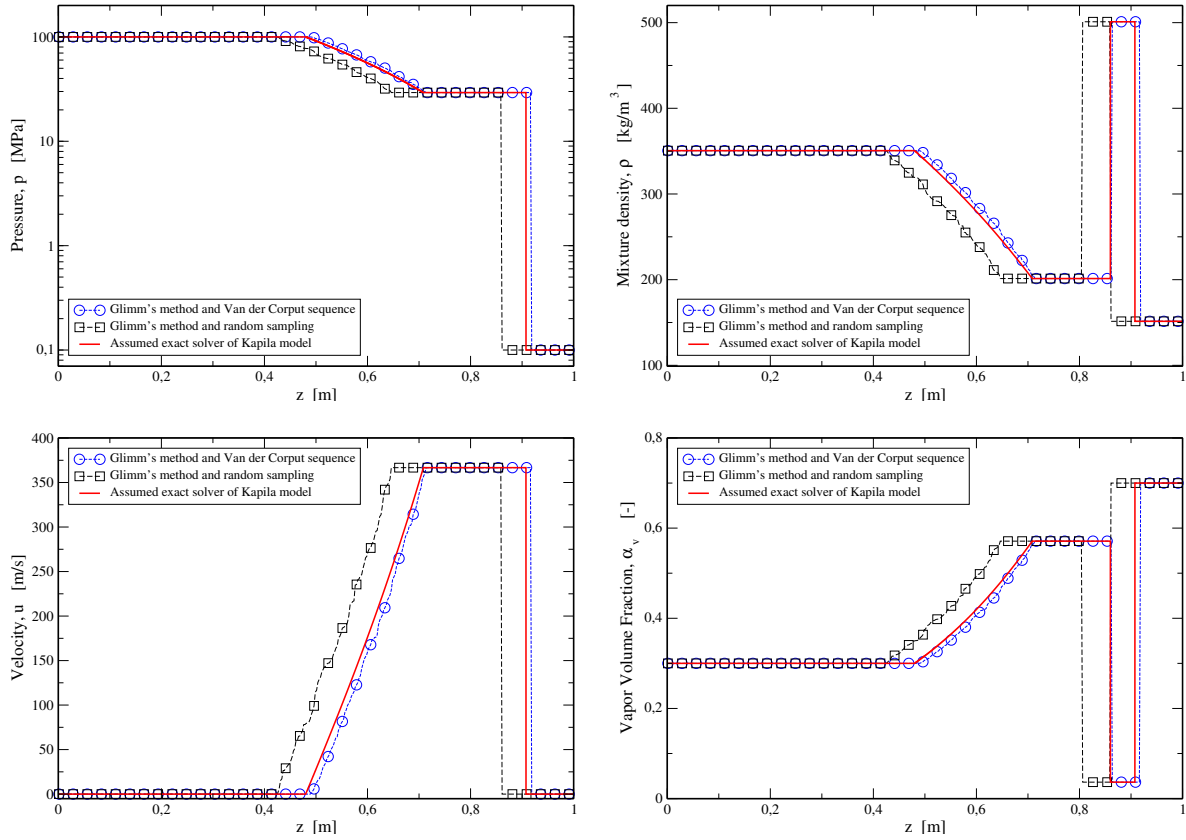 100
10
1
0,1
Pressure, p [MPa]
Glimm's method and Van der Corput sequence
Glimm's method and random sampling
Assumed exact solver of Kapila model
0 0,2 0,4 0,6 0,8 1
z [m]
500
400
300
200
100
Mixture density, ρ [kg/m³]
Glimm's method and Van der Corput sequence
Glimm's method and random sampling
Assumed exact solver of Kapila model
0 0,2 0,4 0,6 0,8 1
z [m]
400
350
300
250
200
150
100
50
0
Velocity, u [m/s]
Glimm's method and Van der Corput sequence
Glimm's method and random sampling
Assumed exact solver of Kapila model
0 0,2 0,4 0,6 0,8 1
z [m]
0,8
0,6
0,4
0,2
0
Vapor Volume Fraction, α_v [-]
Glimm's method and Van der Corput sequence
Glimm's method and random sampling
Assumed exact solver of Kapila model
0 0,2 0,4 0,6 0,8 1
z [m]